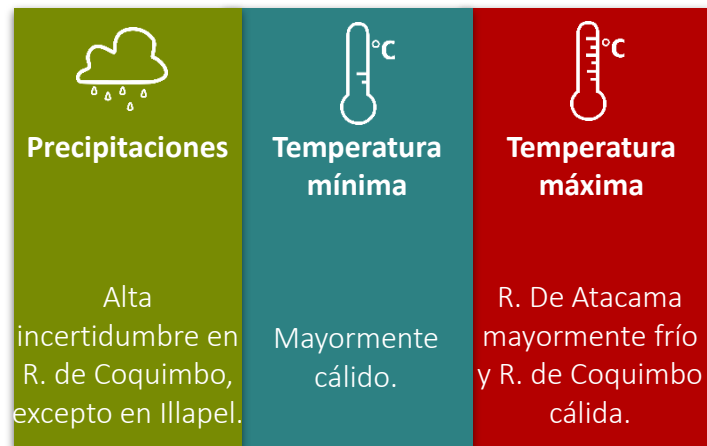 °C
°C
Precipitaciones
Temperatura
mínima
Temperatura
máxima
Alta
incertidumbre en
R. de Coquimbo,
excepto en Illapel.
Mayormente
cálido.
R. De Atacama
mayormente frío
y R. de Coquimbo
cálida.